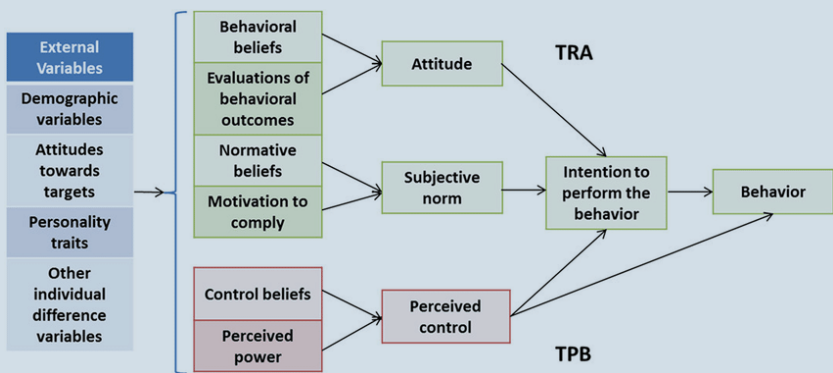 External
Variables
Demographic
variables
Attitudes
towards
targets
Personality
traits
Other
individual
difference
variables
Behavioral
beliefs
Evaluations of
behavioral
outcomes
Normative
beliefs
Motivation to
comply
Control beliefs
Perceived
power
Attitude
Subjective
norm
Perceived
control
TRA
Intention to
perform the
behavior
Behavior
TPB